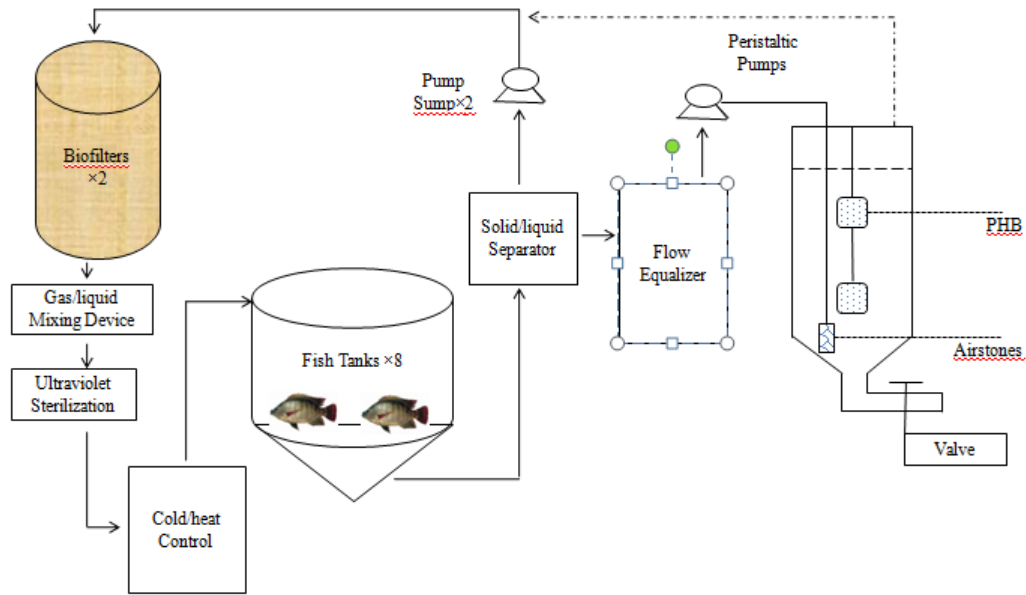 Biofilters
×2
Gas/liquid
Mixing Device
Ultraviolet
Sterilization
Cold/heat
Control
Fish Tanks ×8
Pump
Sump×2
Solid/liquid
Separator
Flow
Equalizer
Peristaltic
Pumps
PHB
Airstones
Valve